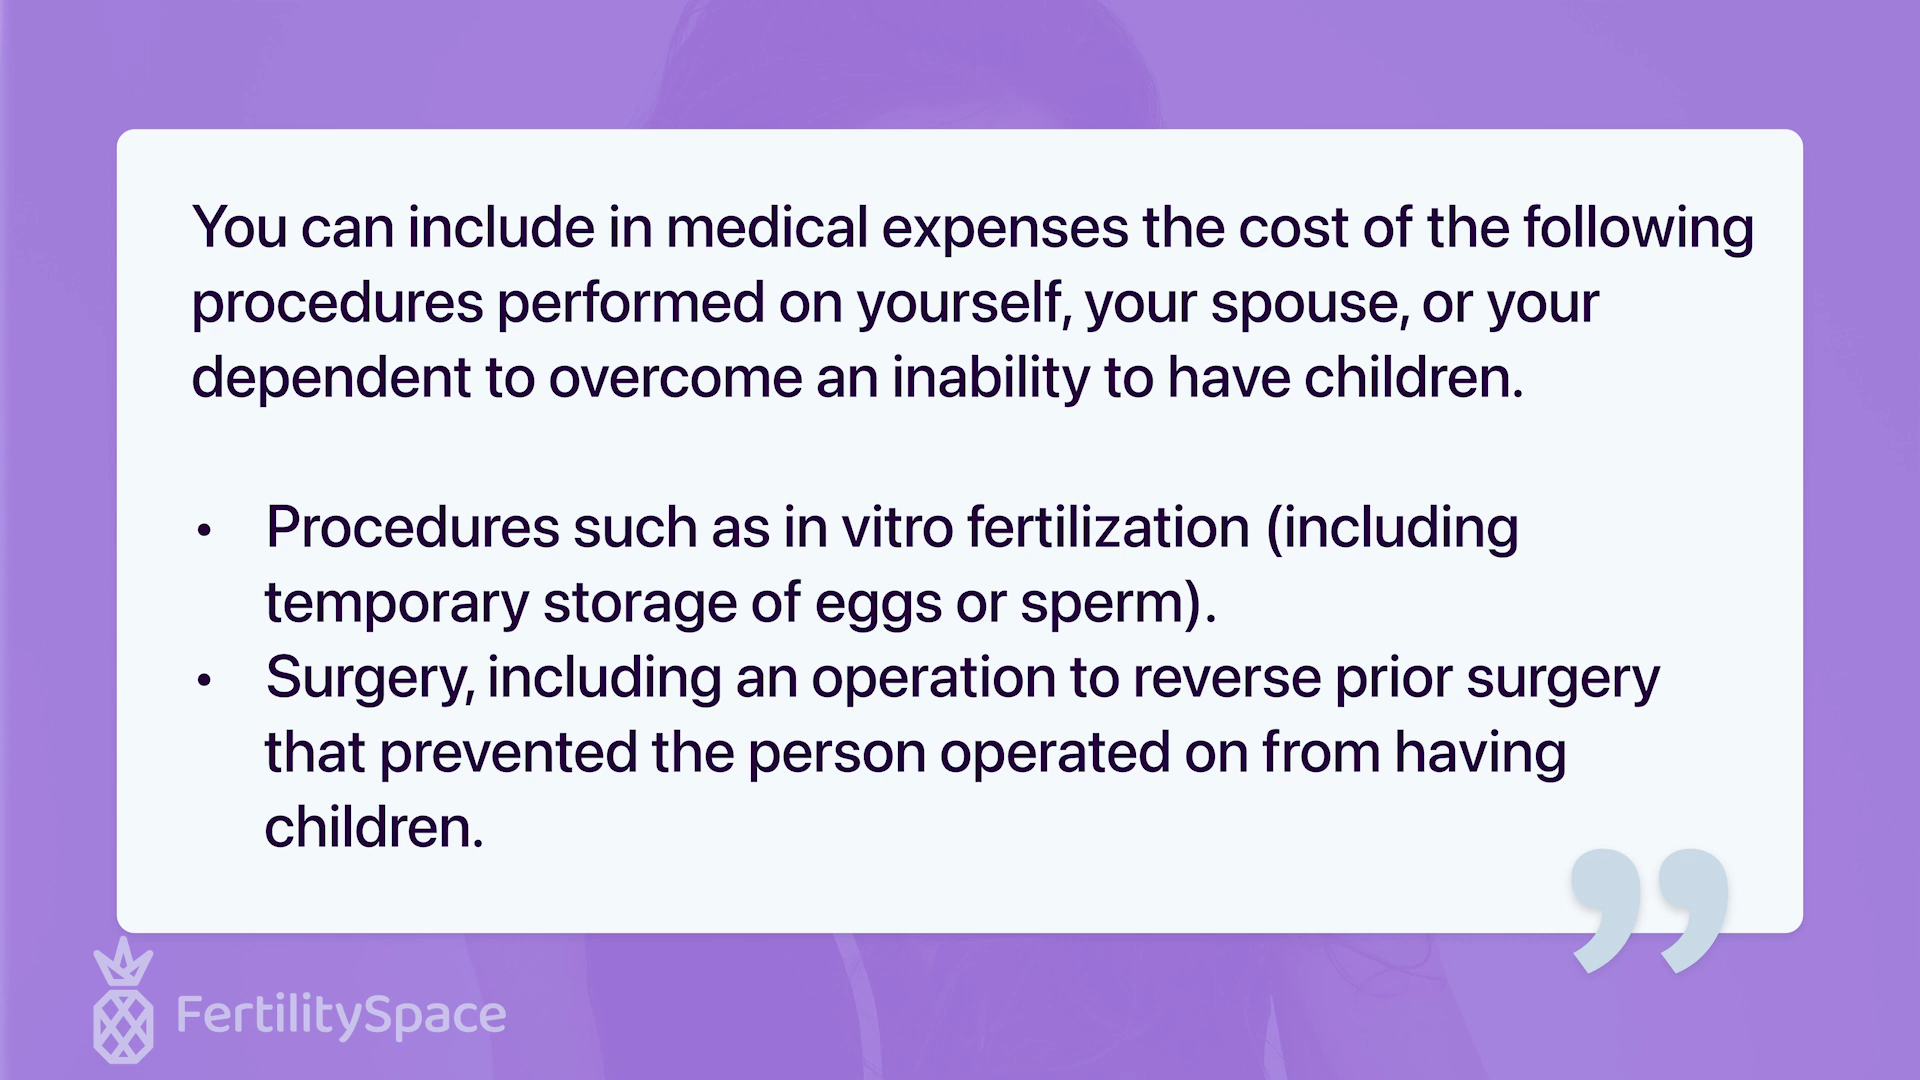 You can include in medical expenses the cost of the following
procedures performed on yourself, your spouse, or your
dependent to overcome an inability to have children.
• Procedures such as in vitro fertilization (including
temporary storage of eggs or sperm).
• Surgery, including an operation to reverse prior surgery
that prevented the person operated on from having
children.
”
FertilitySpace